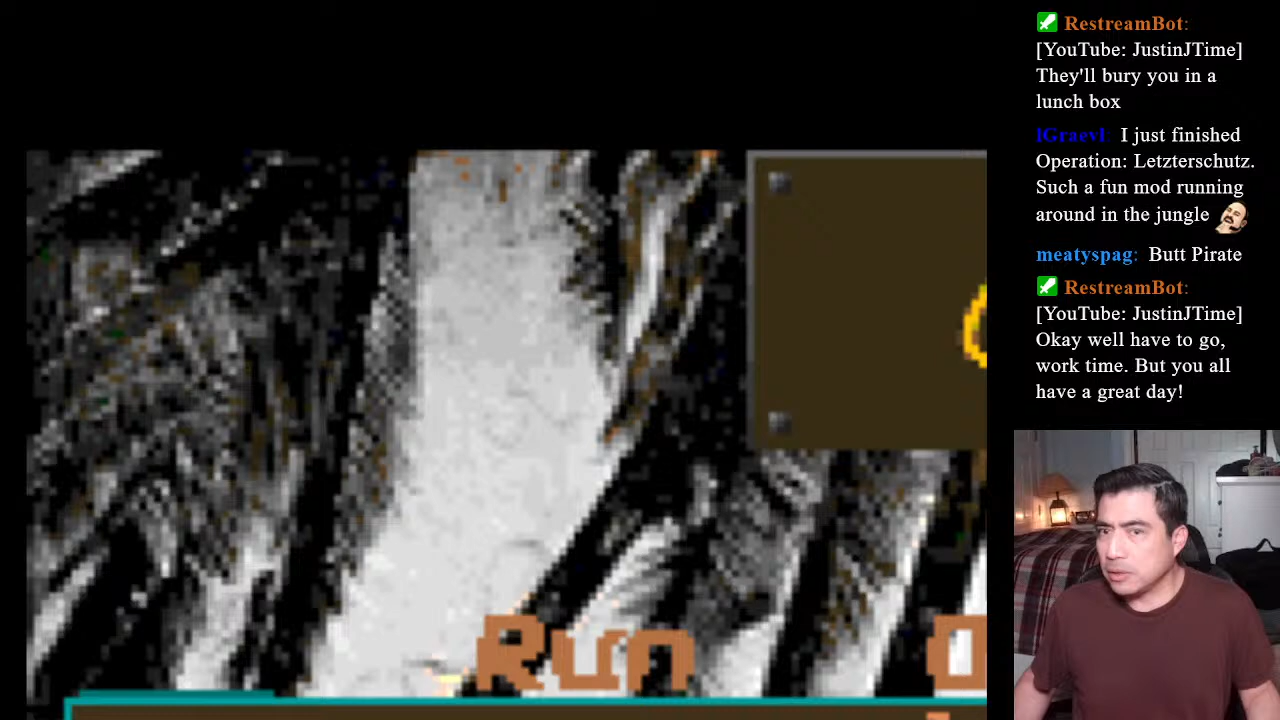 RestreamBot:
[YouTube: JustinJTime]
They'll bury you in a
lunch box
lGraevl: I just finished
Operation: Letzterschutz.
Such a fun mod running
around in the jungle
meatyspag: Butt Pirate
RestreamBot:
[YouTube: JustinJTime]
Okay well have to go,
work time. But you all
have a great day!
Run